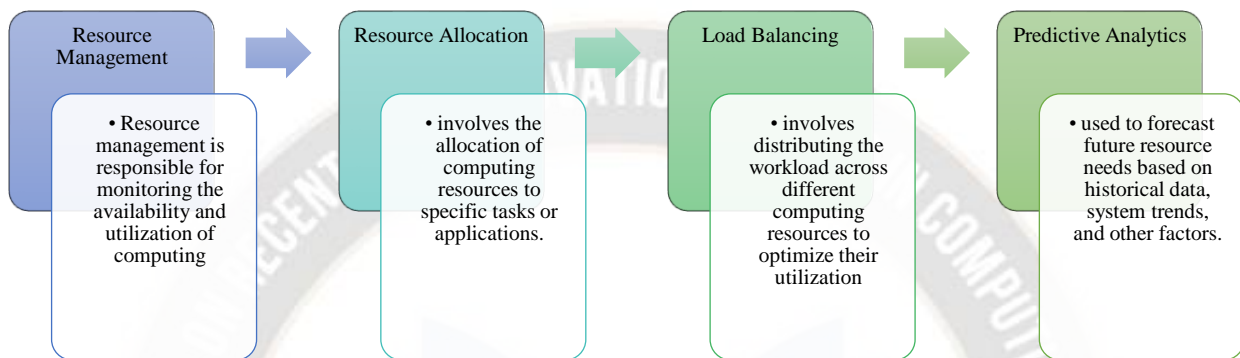 Resource
Management
• Resource
management is
responsible for
monitoring the
availability and
utilization of
computing
Resource Allocation
• involves the
allocation of
computing
resources to
specific tasks or
applications.
Load Balancing
• involves
distributing the
workload across
different
computing
resources to
optimize their
utilization
Predictive Analytics
• used to forecast
future resource
needs based on
historical data,
system trends,
and other factors.